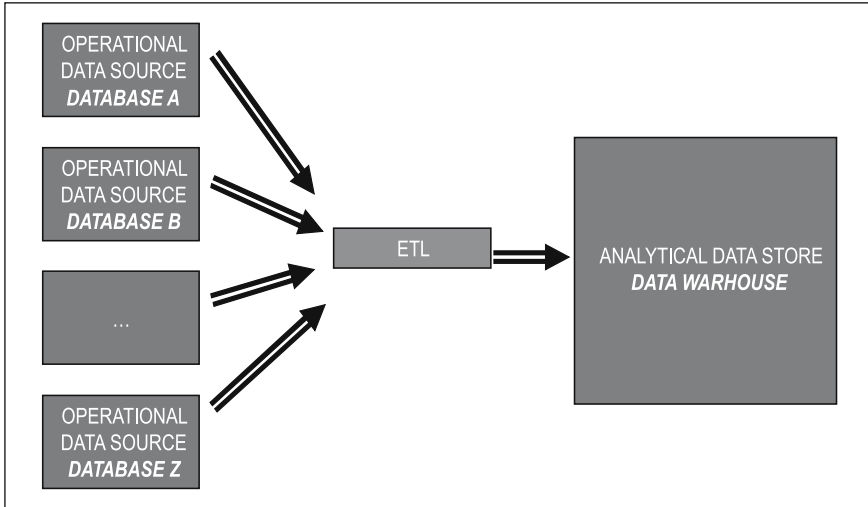 OPERATIONAL
DATA SOURCE
DATABASE A
OPERATIONAL
DATA SOURCE
DATABASE B
...
OPERATIONAL
DATA SOURCE
DATABASE Z
ETL
ANALYTICAL DATA STORE
DATA WARHOUSE